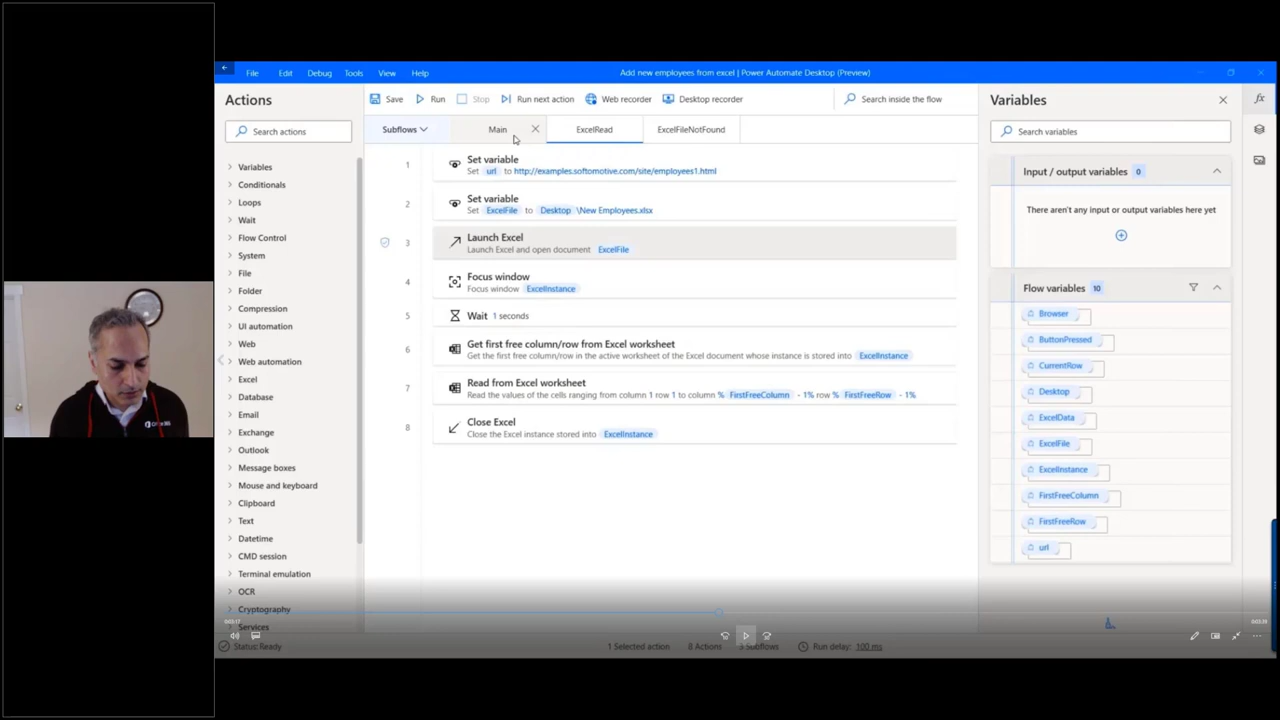 File Edit Debug Tools View Help
Add new employees from excel | Power Automate Desktop (Preview)
Actions
Search actions
Variables
Conditionals
Loops
Wait
Flow Control
System
File
Folder
Compression
UI automation
Web
Web automation
Excel
Database
Email
Exchange
Outlook
Message boxes
Mouse and keyboard
Clipboard
Text
Datetime
CMD session
Terminal emulation
OCR
Cryptography
Services
Save Run Stop Run next action Web recorder Desktop recorder
Search inside the flow
Subflows Main ExcelRead ExcelFileNotFound
1 Set variable
Set url to http://examples.softomotive.com/site/employees1.html
2 Set variable
Set ExcelFile to Desktop \New Employees.xlsx
3 Launch Excel
Launch Excel and open document ExcelFile
4 Focus window
Focus window ExcelInstance
5 Wait 1 seconds
6 Get first free column/row from Excel worksheet
Get the first free column/row in the active worksheet of the Excel document whose instance is stored into ExcelInstance
7 Read from Excel worksheet
Read the values of the cells ranging from column 1 row 1 to column % FirstFreeColumn - 1% row % FirstFreeRow - 1%
8 Close Excel
Close the Excel instance stored into ExcelInstance
Variables
Search variables
Input / output variables 0
There aren't any input or output variables here yet
Flow variables 10
Browser
ButtonPressed
CurrentRow
Desktop
ExcelData
ExcelFile
ExcelInstance
FirstFreeColumn
FirstFreeRow
url
Status: Ready 1 Selected action 8 Actions 3 Subflows Run delay: 100 ms